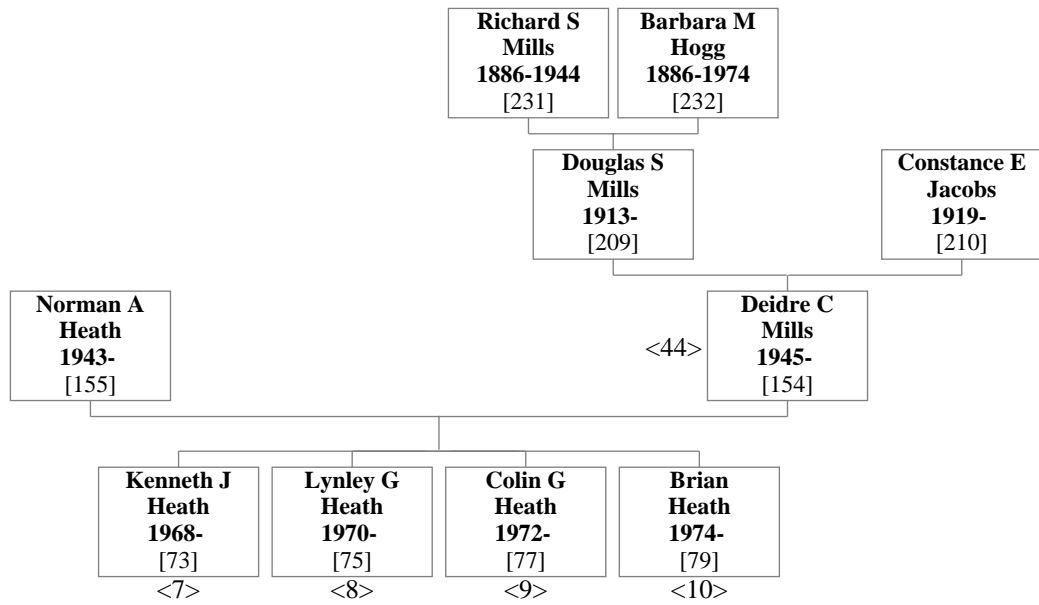 Richard S
Mills
1886-1944
[231]
Barbara M
Hogg
1886-1974
[232]
Douglas S
Mills
1913-
[209]
Constance E
Jacobs
1919-
[210]
Norman A
Heath
1943-
[155]
<44>
Deidre C
Mills
1945-
[154]
Kenneth J
Heath
1968-
[73]
<7>
Lynley G
Heath
1970-
[75]
<8>
Colin G
Heath
1972-
[77]
<9>
Brian
Heath
1974-
[79]
<10>